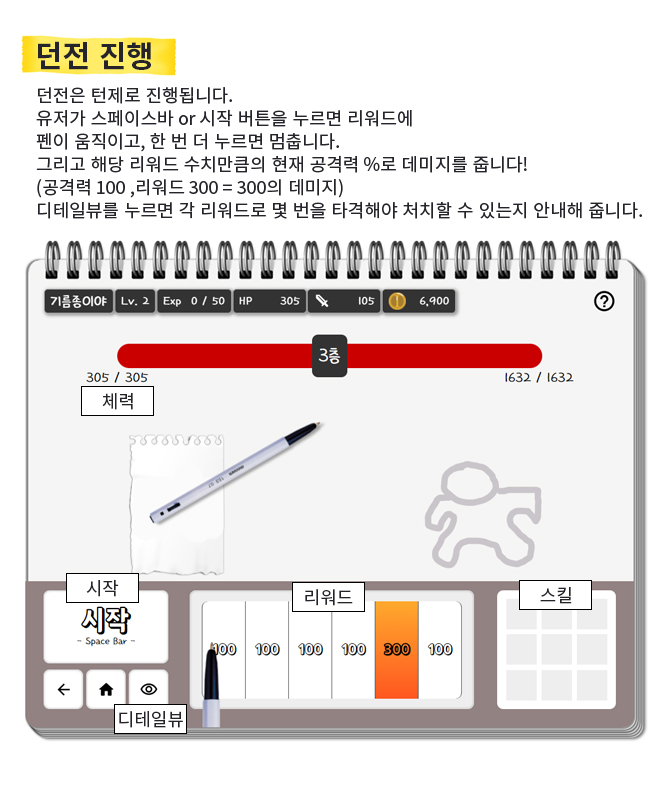 던전 진행
던전은 턴제로 진행됩니다.
유저가 스페이스바 or 시작 버튼을 누르면 리워드에
펜이 움직이고, 한 번 더 누르면 멈춥니다.
그리고 해당 리워드 수치만큼의 현재 공격력 %로 데미지를 줍니다!
(공격력 100 ,리워드 300 = 300의 데미지)
디테일뷰를 누르면 각 리워드로 몇 번을 타격해야 처치할 수 있는지 안내해 줍니다.
기름종이야 Lv. 2 Exp 0 / 50 HP 305 105 6,900
3층
305 / 305 1632 / 1632
체력
시작 리워드 스킬
시작
- Space Bar -
100 100 100 100 300 100
디테일뷰